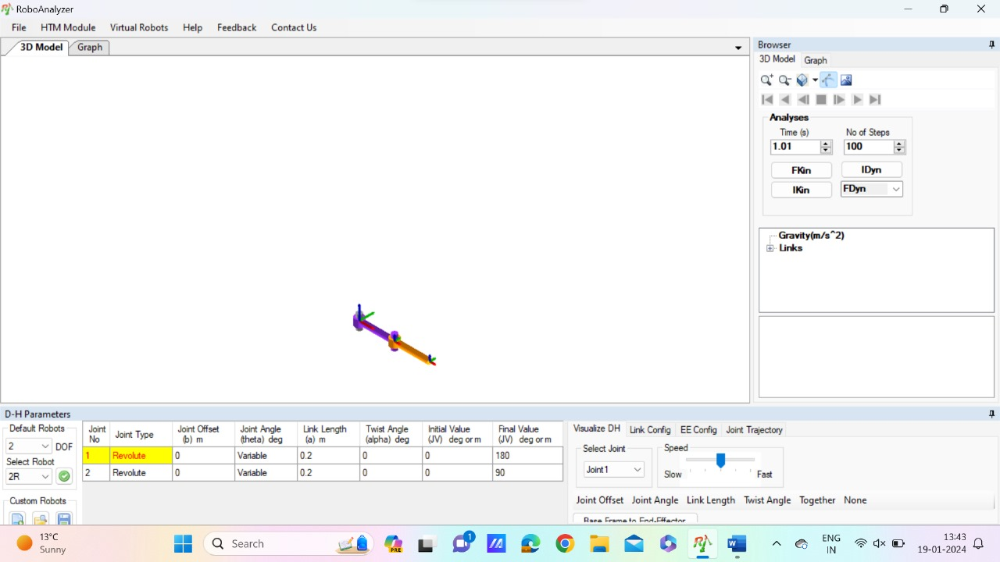 RoboAnalyzer
File HTM Module Virtual Robots Help Feedback Contact Us
3D Model Graph
Browser
3D Model Graph
Analyses
Time (s) No of Steps
1.01 100
FKin IDyn
IKin FDyn
Gravity(m/s^2)
Links
D-H Parameters
Default Robots
2 DOF
Select Robot
2R
Custom Robots
Joint No Joint Type Joint Offset (b) m Joint Angle (theta) deg Link Length (a) m Twist Angle (alpha) deg Initial Value (JV) deg or m Final Value (JV) deg or m
1 Revolute 0 Variable 0.2 0 0 180
2 Revolute 0 Variable 0.2 0 0 90
Visualize DH Link Config EE Config Joint Trajectory
Select Joint
Joint1
Speed
Slow Fast
Joint Offset Joint Angle Link Length Twist Angle Together None
Base Frame to End-Effector
13°C
Sunny
Search
PRE
1
ENG
IN
13:43
19-01-2024